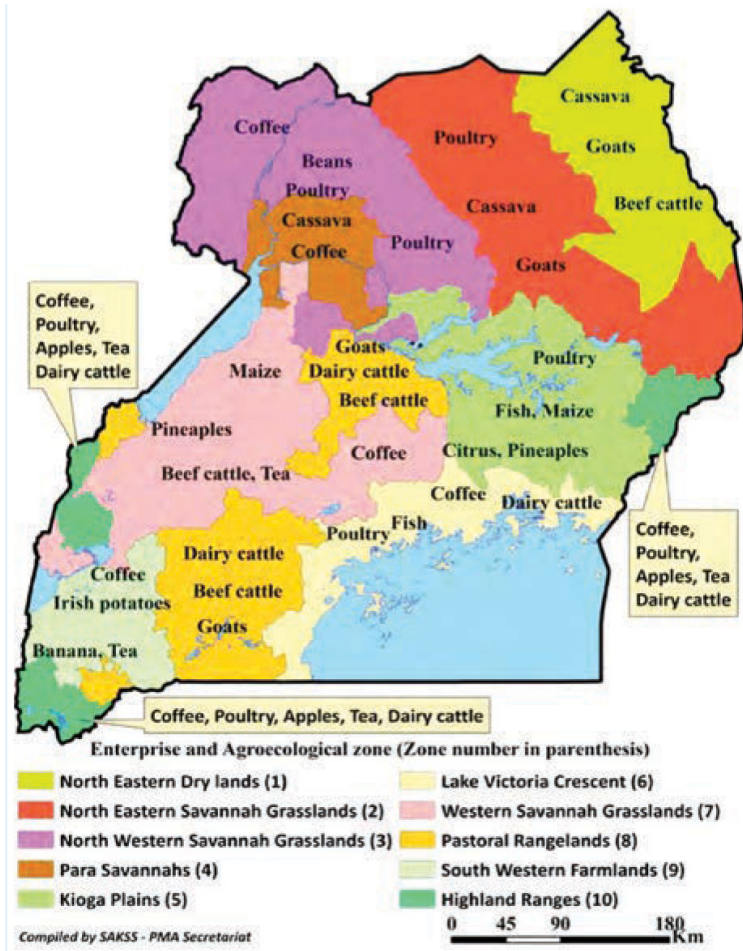 Coffee
Cassava
Poultry
Goats
Beans
Poultry
Beef cattle
Cassava
Cassava
Poultry
Coffee
Goats
Coffee,
Poultry,
Apples, Tea
Dairy cattle
Goats
Poultry
Maize
Dairy cattle
Beef cattle
Fish, Maize
Pineaples
Coffee
Citrus, Pineaples
Beef cattle, Tea
Coffee
Dairy cattle
Fish
Poultry
Coffee,
Poultry,
Apples, Tea
Dairy cattle
Dairy cattle
Coffee
Beef cattle
Irish potatoes
Goats
Banana, Tea
Coffee, Poultry, Apples, Tea, Dairy cattle
Enterprise and Agroecological zone (Zone number in parenthesis)
North Eastern Dry lands (1)
North Eastern Savannah Grasslands (2)
North Western Savannah Grasslands (3)
Para Savannahs (4)
Kioga Plains (5)
Lake Victoria Crescent (6)
Western Savannah Grasslands (7)
Pastoral Rangelands (8)
South Western Farmlands (9)
Highland Ranges (10)
Compiled by SAKSS - PMA Secretariat
0 45 90 180
Km